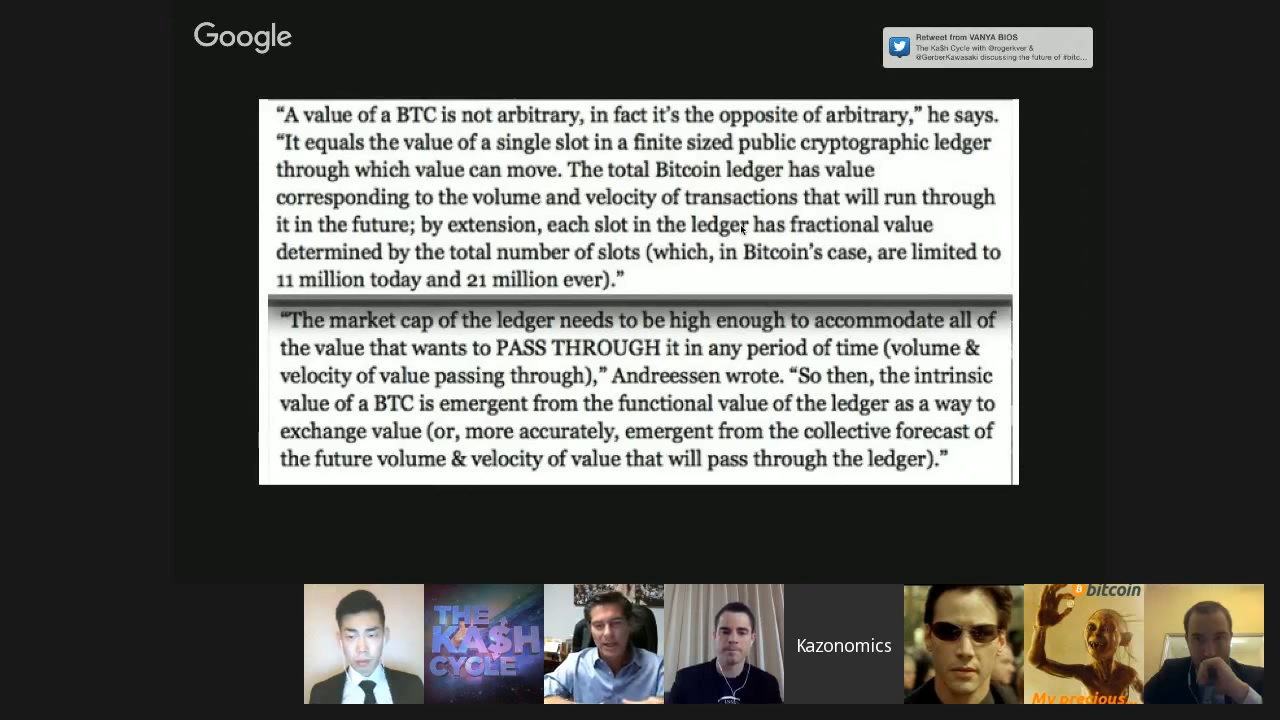 Google
Retweet from VANYA BIOS
The Ka$h Cycle with @rogerkver &
@GerberKawasaki discussing the future of #bitc...
“A value of a BTC is not arbitrary, in fact it’s the opposite of arbitrary,” he says.
“It equals the value of a single slot in a finite sized public cryptographic ledger
through which value can move. The total Bitcoin ledger has value
corresponding to the volume and velocity of transactions that will run through
it in the future; by extension, each slot in the ledger has fractional value
determined by the total number of slots (which, in Bitcoin’s case, are limited to
11 million today and 21 million ever).”
“The market cap of the ledger needs to be high enough to accommodate all of
the value that wants to PASS THROUGH it in any period of time (volume &
velocity of value passing through),” Andreessen wrote. “So then, the intrinsic
value of a BTC is emergent from the functional value of the ledger as a way to
exchange value (or, more accurately, emergent from the collective forecast of
the future volume & velocity of value that will pass through the ledger).”
THE
KA$H
CYCLE
Kazonomics
bitcoin
My precious...